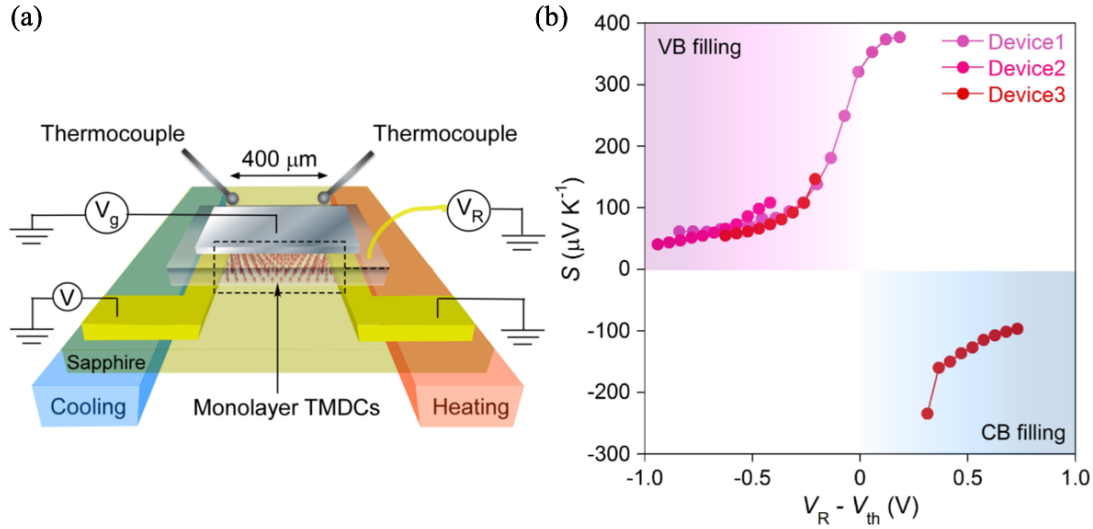 (a)
Thermocouple
Thermocouple
400 μm
Vg
VR
V
Sapphire
Cooling
Monolayer TMDCs
Heating
(b)
VB filling
Device1
Device2
Device3
CB filling
400
300
200
100
0
-100
-200
-300
S (μV K⁻¹)
-1.0
-0.5
0
0.5
1.0
VR - Vth (V)